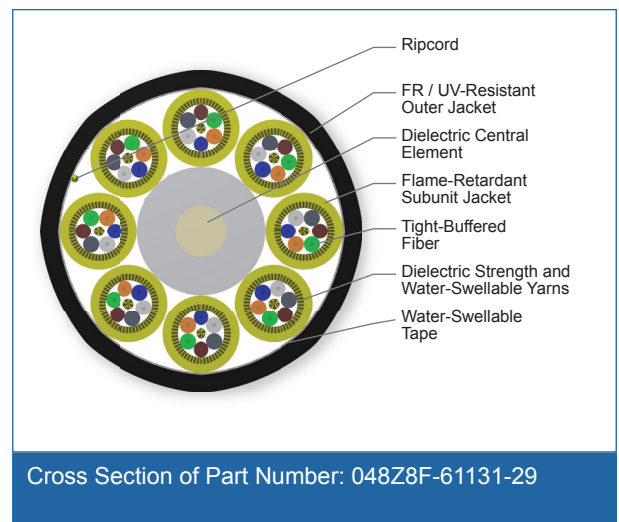 Ripcord
FR / UV-Resistant
Outer Jacket
Dielectric Central
Element
Flame-Retardant
Subunit Jacket
Tight-Buffered
Fiber
Dielectric Strength and
Water-Swellable Yarns
Water-Swellable
Tape
Cross Section of Part Number: 048Z8F-61131-29